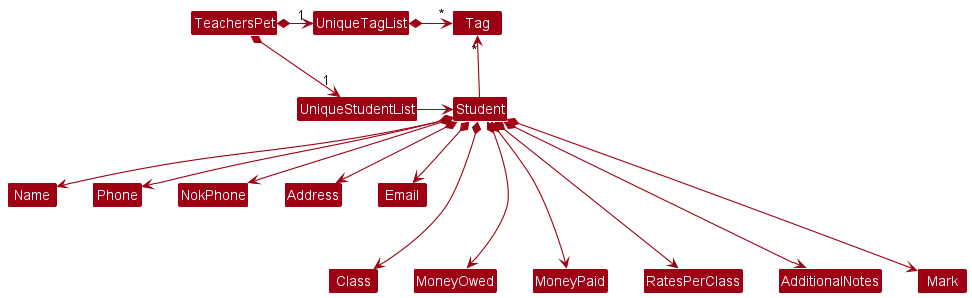 TeachersPet
1
UniqueTagList
*
Tag
*
1
UniqueStudentList
Student
Name
Phone
NokPhone
Address
Email
Class
MoneyOwed
MoneyPaid
RatesPerClass
AdditionalNotes
Mark